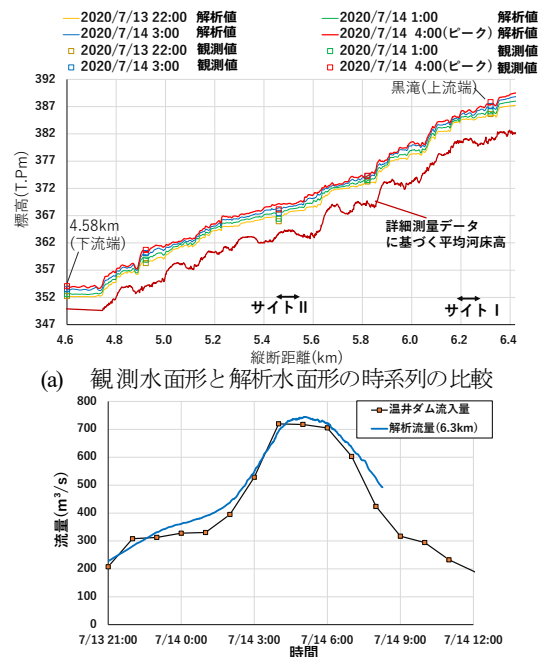 2020/7/13 22:00 解析値 2020/7/14 1:00 解析値
2020/7/14 3:00 解析値 2020/7/14 4:00(ピーク) 解析値
2020/7/13 22:00 観測値 2020/7/14 1:00 観測値
2020/7/14 3:00 観測値 2020/7/14 4:00(ピーク) 観測値
392
387
382
377
372
367
362
357
352
347
標高(T.Pm)
黒滝(上流端)
4.58km
(下流端)
詳細測量データ
に基づく平均河床高
サイトⅡ
サイトⅠ
4.6 4.8 5.0 5.2 5.4 5.6 5.8 6.0 6.2 6.4
縦断距離(km)
(a) 観測水面形と解析水面形の時系列の比較
800
700
600
500
400
300
200
100
0
流量(m³/s)
温井ダム流入量
解析流量(6.3km)
7/13 21:00 7/14 0:00 7/14 3:00 7/14 6:00 7/14 9:00 7/14 12:00
時間